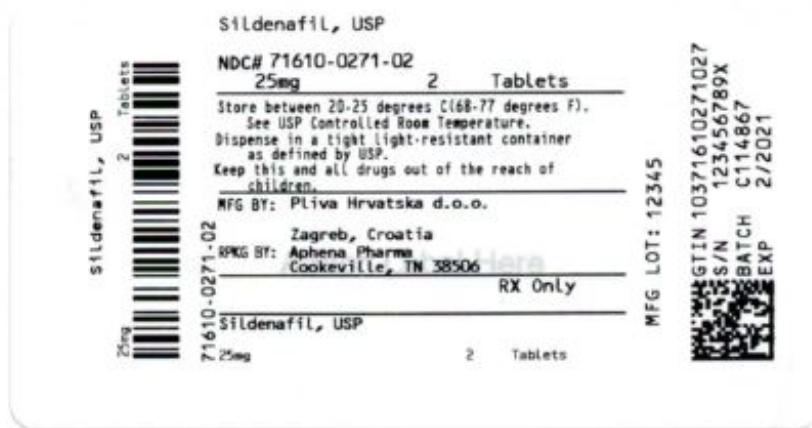 Sildenafil, USP
NDC# 71610-0271-02
25mg 2 Tablets
Store between 20-25 degrees C(68-77 degrees F).
See USP Controlled Room Temperature.
Dispense in a tight light-resistant container
as defined by USP.
Keep this and all drugs out of the reach of
children.
MFG BY: Pliva Hrvatska d.o.o.
Zagreb, Croatia
RPKG BY: Aphena Pharma
Cookeville, TN 38506
Here
RX Only
Sildenafil, USP
25mg 2 Tablets
Sildenafil, USP
25mg 2 Tablets
71610-0271-02
MFG LOT: 12345
GTIN 10371610271027
S/N 123456789X
BATCH C114867
EXP 2/2021